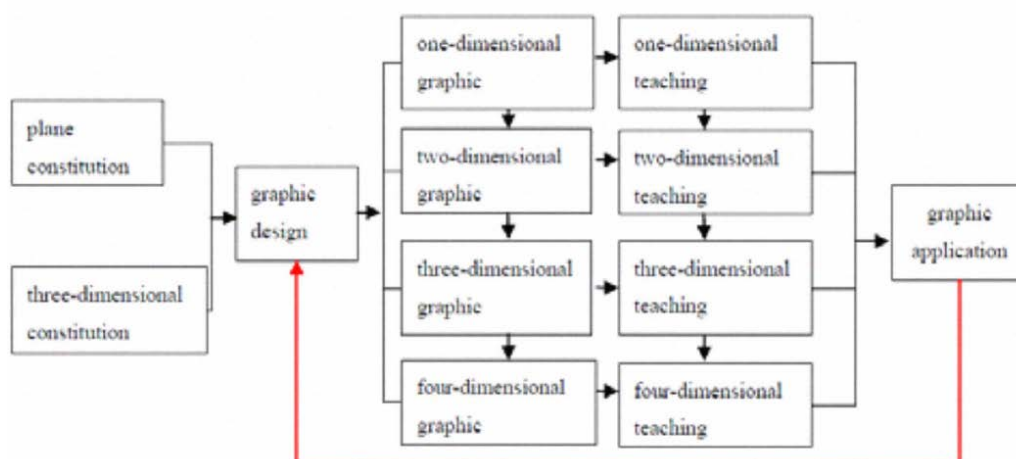 plane
constitution
three-dimensional
constitution
graphic
design
one-dimensional
graphic
two-dimensional
graphic
three-dimensional
graphic
four-dimensional
graphic
one-dimensional
teaching
two-dimensional
teaching
three-dimensional
teaching
four-dimensional
teaching
graphic
application